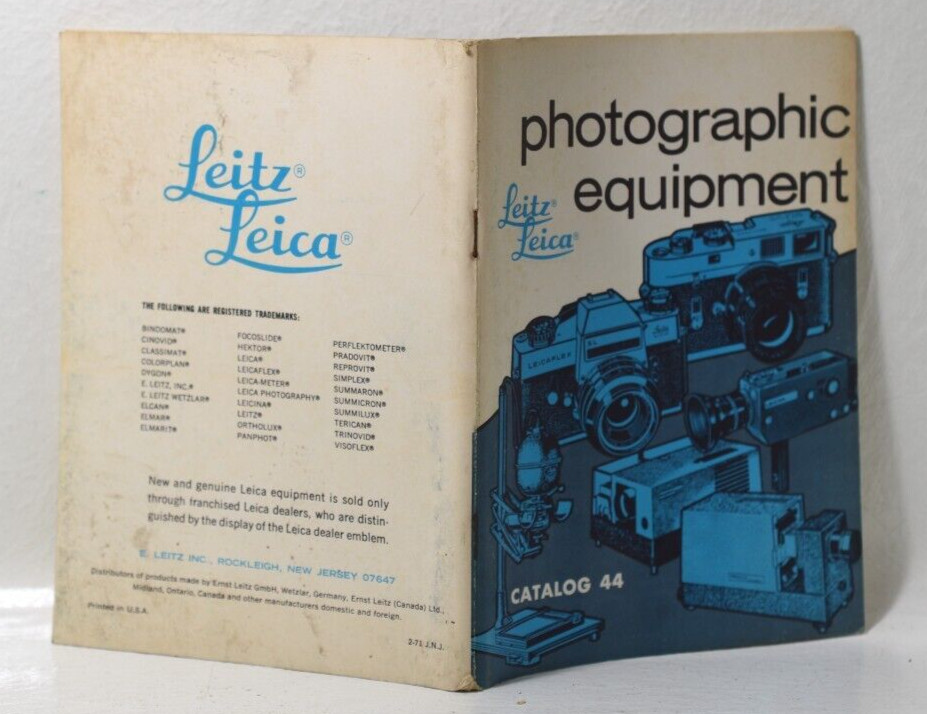 Leitz®
Leica®
THE FOLLOWING ARE REGISTERED TRADEMARKS:
BINDOMAT®
CINOVID®
CLASSIMAT®
COLORPLAN®
DYGON®
E. LEITZ, INC.®
E. LEITZ WETZLAR®
ELCAN®
ELMAR®
ELMARIT®
FOCOSLIDE®
HEKTOR®
LEICA®
LEICAFLEX®
LEICA-METER®
LEICA PHOTOGRAPHY®
LEICINA®
LEITZ®
ORTHOLUX®
PANPHOT®
PERFLEKTOMETER®
PRADOVIT®
REPROVIT®
SIMPLEX®
SUMMARON®
SUMMICRON®
SUMMILUX®
TERICAN®
TRINOVID®
VISOFLEX®
New and genuine Leica equipment is sold only
through franchised Leica dealers, who are distin-
guished by the display of the Leica dealer emblem.
E. LEITZ INC., ROCKLEIGH, NEW JERSEY 07647
Distributors of products made by Ernst Leitz GmbH, Wetzlar, Germany, Ernst Leitz (Canada) Ltd.,
Midland, Ontario, Canada and other manufacturers domestic and foreign.
Printed in U.S.A.
2-71 J.N.J.
photographic
equipment
Leitz®
Leica®
LEICAFLEX SL
Leitz
CATALOG 44